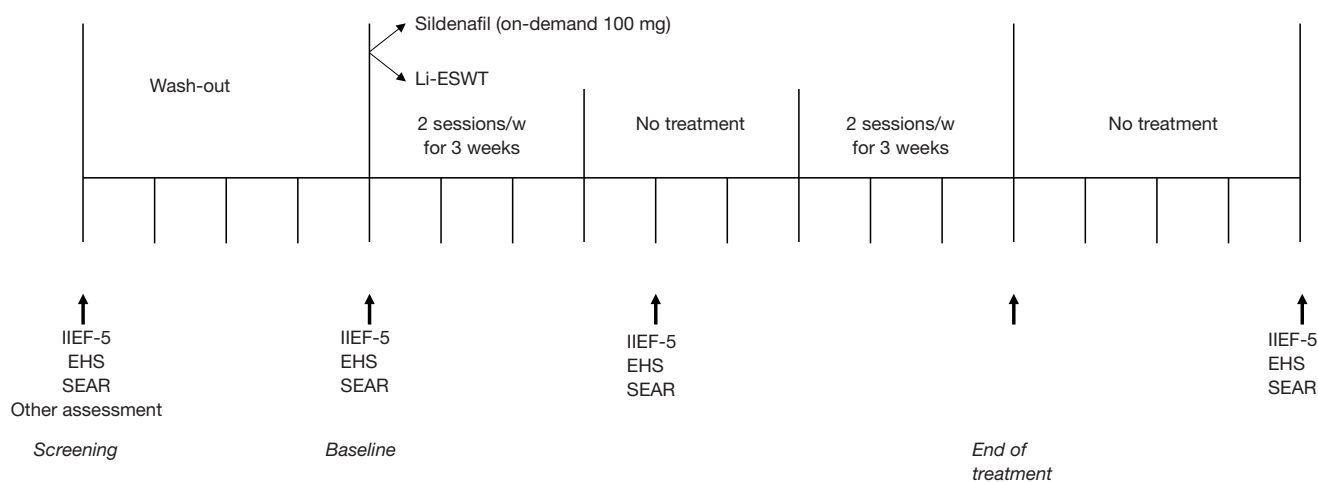 Sildenafil (on-demand 100 mg)
Wash-out
Li-ESWT
2 sessions/w
for 3 weeks
No treatment
2 sessions/w
for 3 weeks
No treatment
IIEF-5
EHS
SEAR
Other assessment
Screening
IIEF-5
EHS
SEAR
Baseline
IIEF-5
EHS
SEAR
End of
treatment
IIEF-5
EHS
SEAR